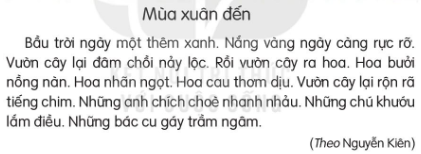 Mùa xuân đến
Bầu trời ngày một thêm xanh. Nắng vàng ngày càng rực rỡ.
Vườn cây lại đâm chồi nảy lộc. Rồi vườn cây ra hoa. Hoa bưởi
nồng nàn. Hoa nhãn ngọt. Hoa cau thơm dịu. Vườn cây lại rộn rã
tiếng chim. Những anh chích choè nhanh nhảu. Những chú khướu
lắm điều. Những bác cu gáy trầm ngâm.
(Theo Nguyễn Kiên)